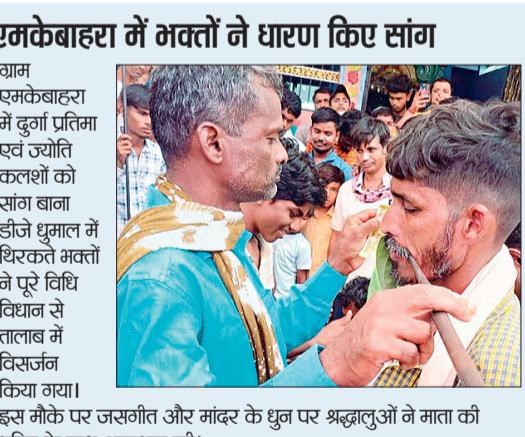 एमकेबाहरा में भक्तों ने धारण किए सांग
ग्राम
एमकेबाहरा
में दुर्गा प्रतिमा
एवं ज्योति
कलशों को
सांग बाना
डीजे धुमाल में
थिरकते भक्तों
ने पूरे विधि
विधान से
तालाब में
विसर्जन
किया गया।
इस मौके पर जसगीत और मांदर के धुन पर श्रद्धालुओं ने माता की